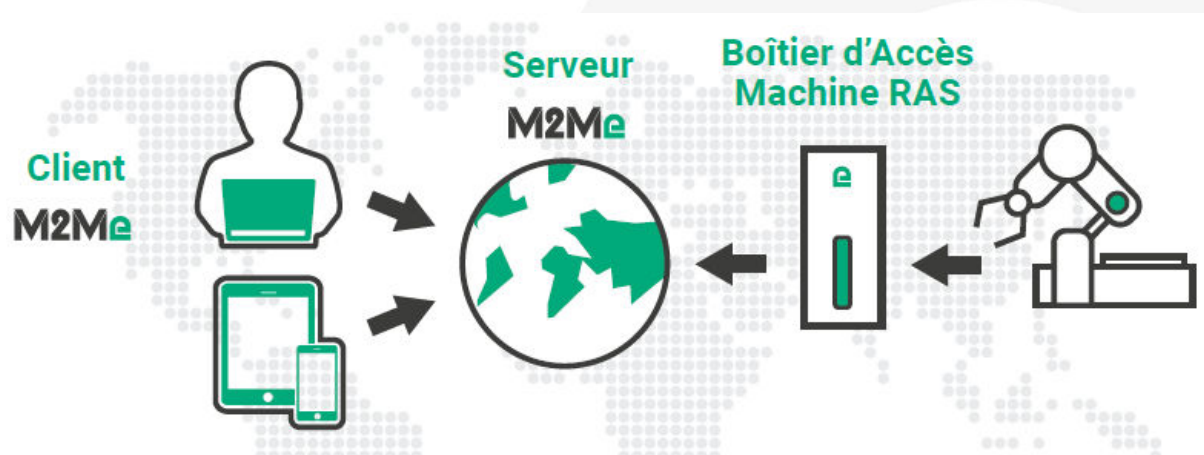 Client
M2Me
Serveur
M2Me
Boîtier d'Accès
Machine RAS
e